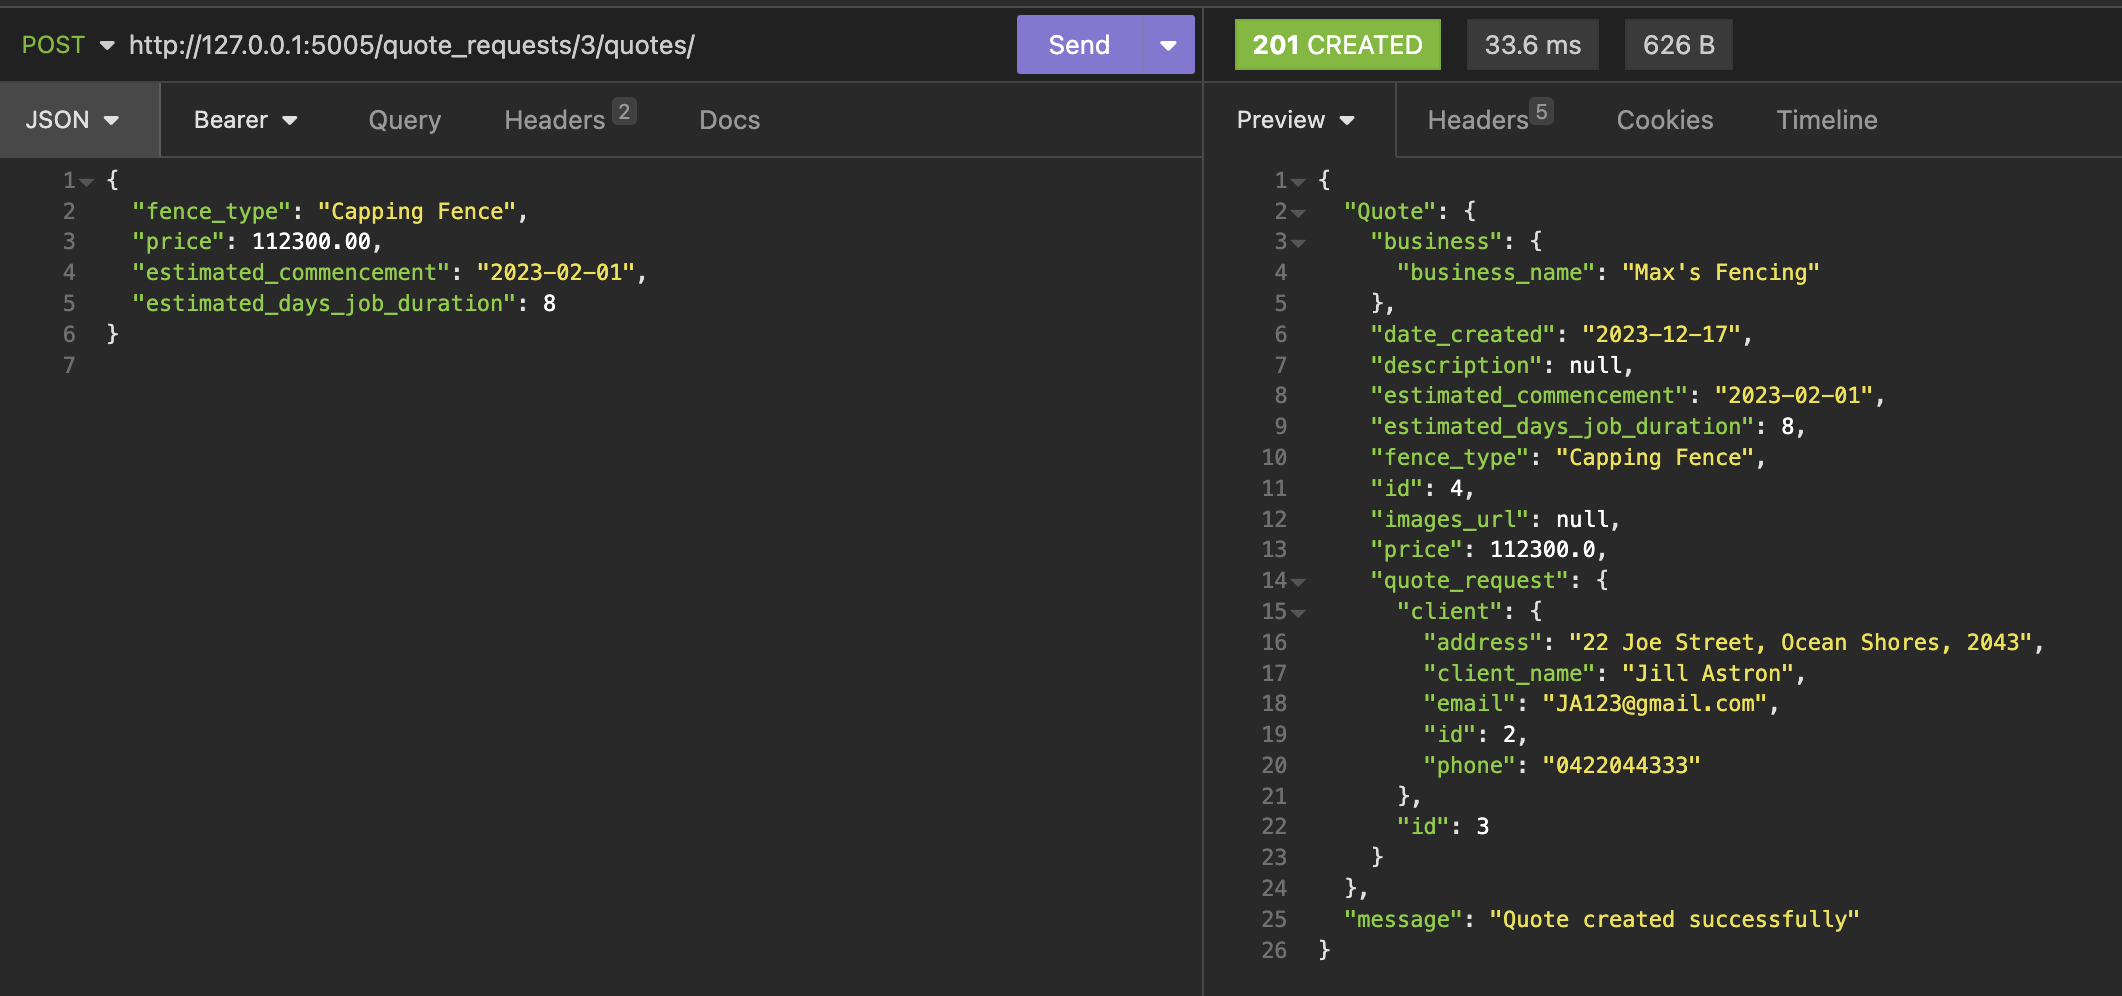 POST http://127.0.0.1:5005/quote_requests/3/quotes/ Send
JSON Bearer Query Headers 2 Docs
1 {
2 "fence_type": "Capping Fence",
3 "price": 112300.00,
4 "estimated_commencement": "2023-02-01",
5 "estimated_days_job_duration": 8
6 }
7
201 CREATED 33.6 ms 626 B
Preview Headers 5 Cookies Timeline
1 {
2 "Quote": {
3 "business": {
4 "business_name": "Max's Fencing"
5 },
6 "date_created": "2023-12-17",
7 "description": null,
8 "estimated_commencement": "2023-02-01",
9 "estimated_days_job_duration": 8,
10 "fence_type": "Capping Fence",
11 "id": 4,
12 "images_url": null,
13 "price": 112300.0,
14 "quote_request": {
15 "client": {
16 "address": "22 Joe Street, Ocean Shores, 2043",
17 "client_name": "Jill Astron",
18 "email": "JA123@gmail.com",
19 "id": 2,
20 "phone": "0422044333"
21 },
22 "id": 3
23 }
24 },
25 "message": "Quote created successfully"
26 }